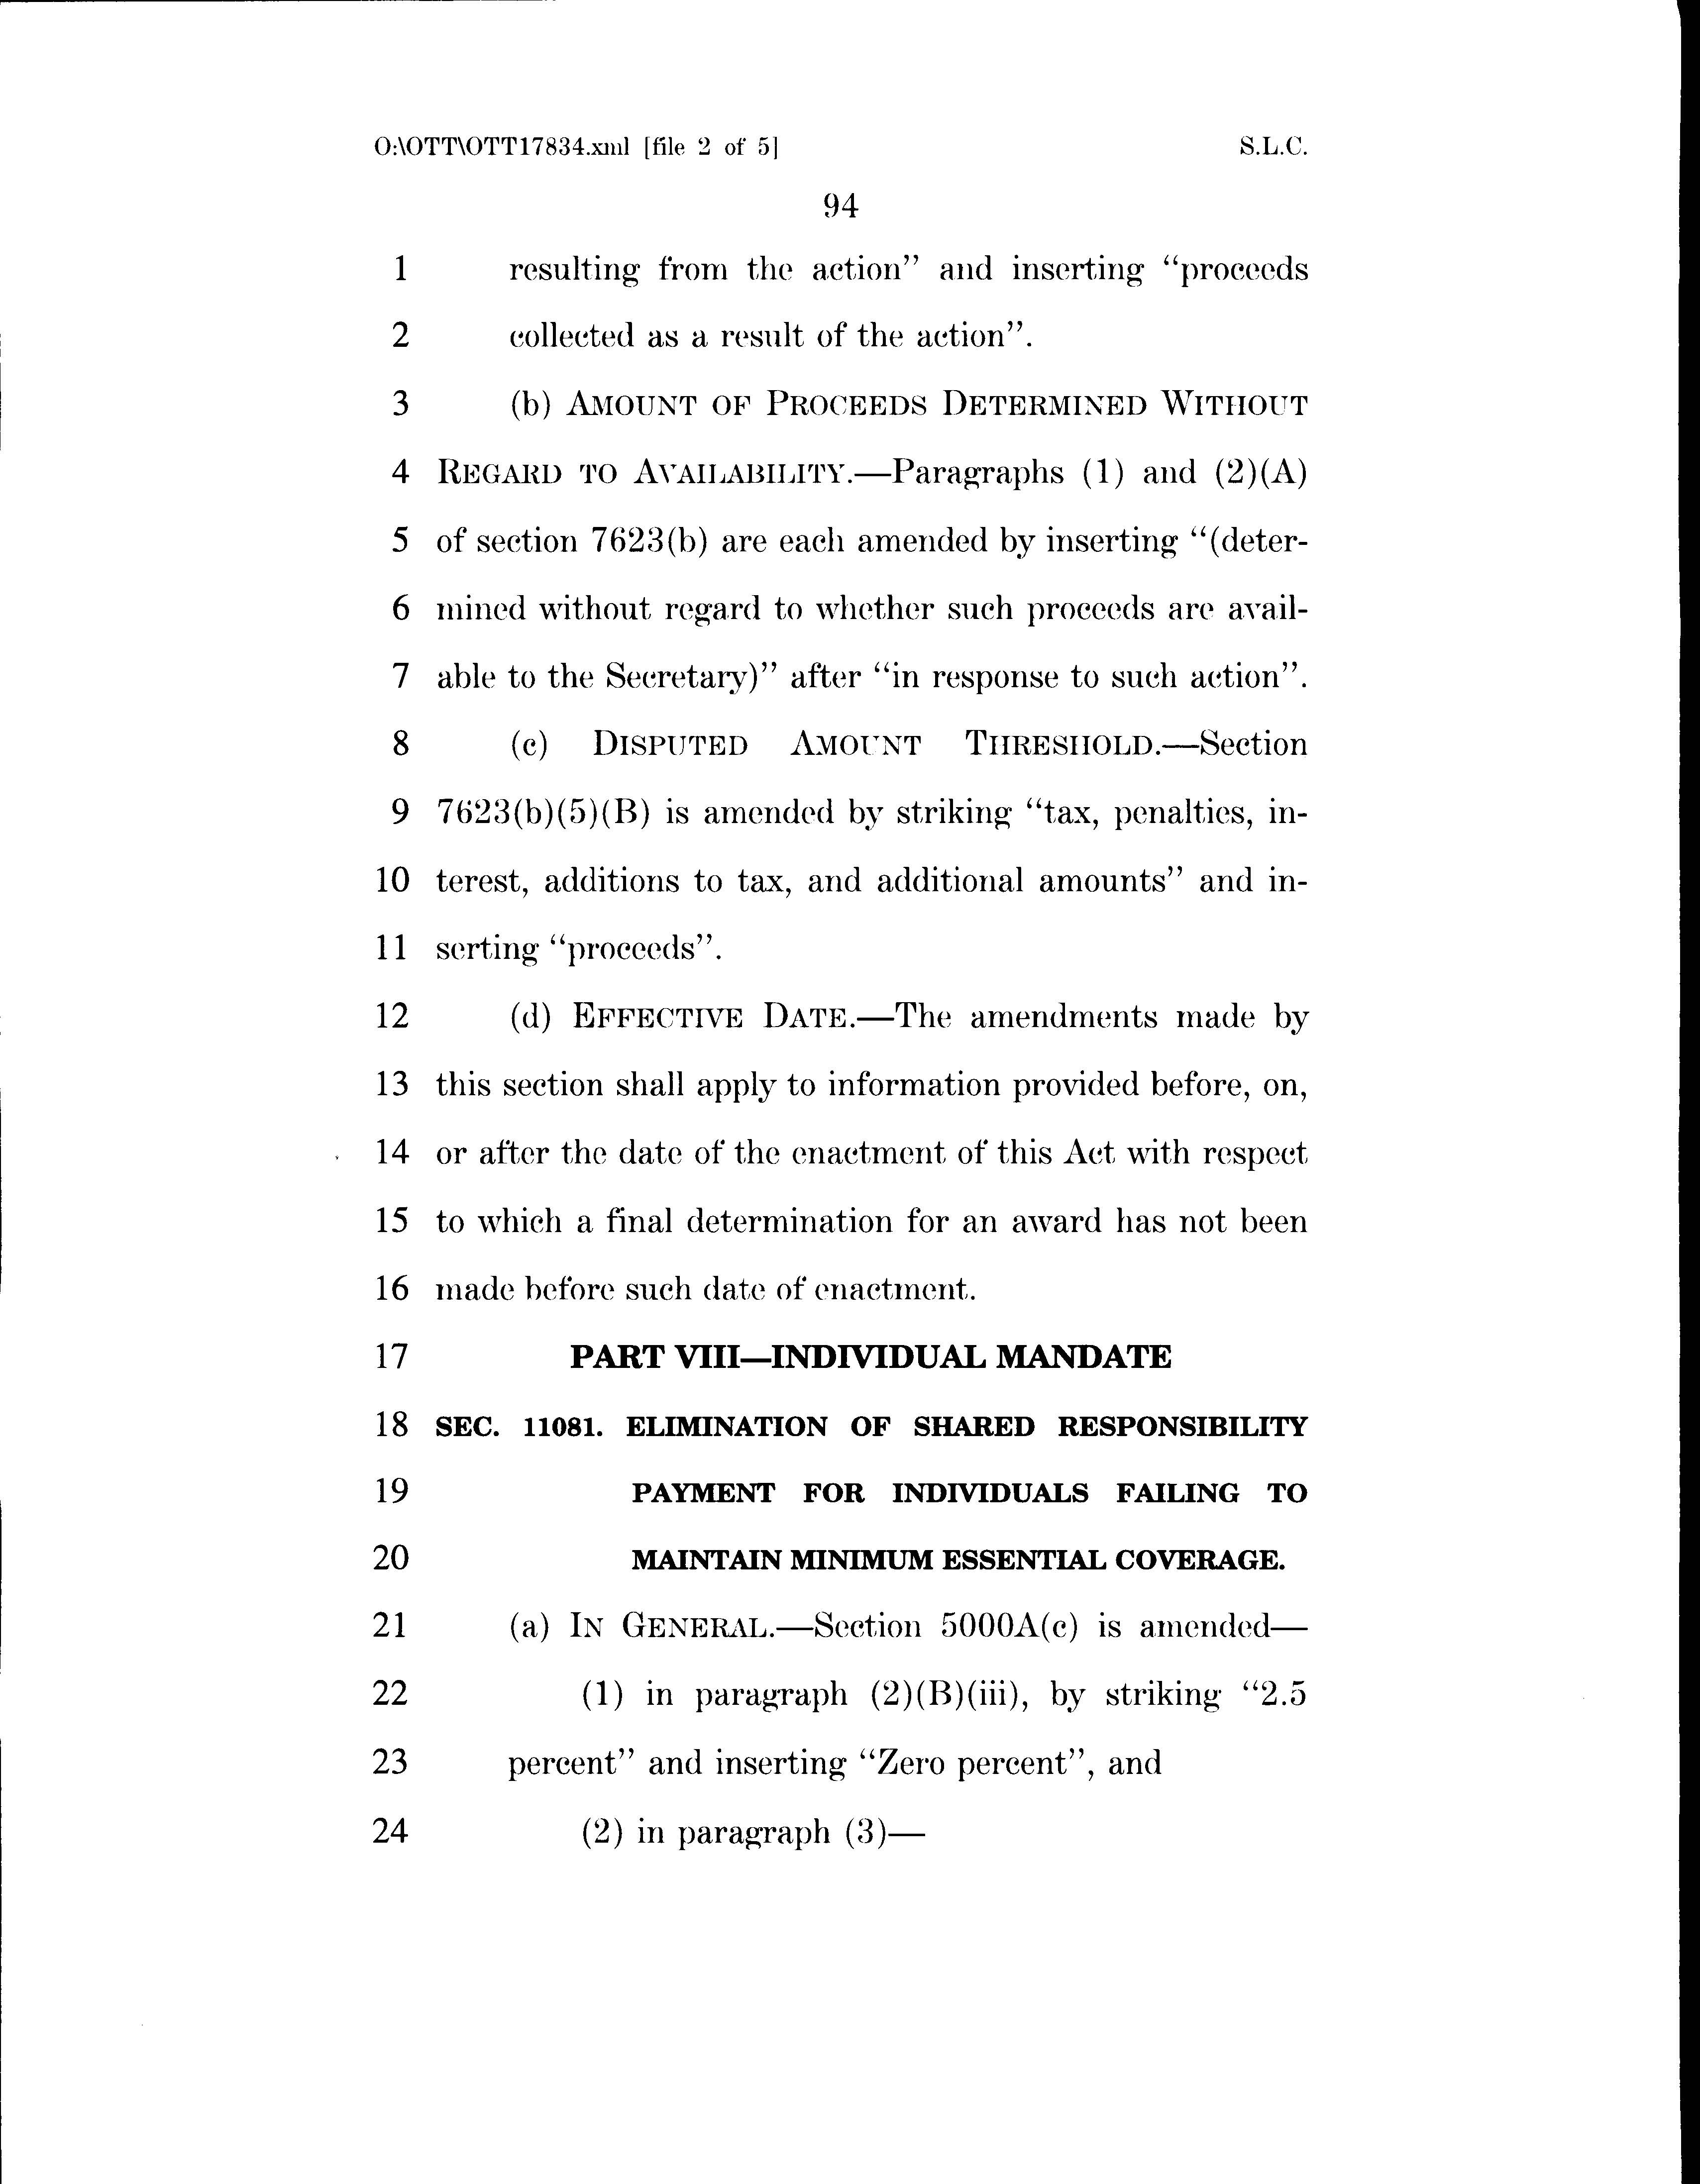 O:\OTT\OTT17834.xml [file 2 of 5] S.L.C.
94
1 resulting from the action” and inserting “proceeds
2 collected as a result of the action”.
3 (b) AMOUNT OF PROCEEDS DETERMINED WITHOUT
4 REGARD TO AVAILABILITY.—Paragraphs (1) and (2)(A)
5 of section 7623(b) are each amended by inserting “(deter-
6 mined without regard to whether such proceeds are avail-
7 able to the Secretary)” after “in response to such action”.
8 (c) DISPUTED AMOUNT THRESHOLD.—Section
9 7623(b)(5)(B) is amended by striking “tax, penalties, in-
10 terest, additions to tax, and additional amounts” and in-
11 serting “proceeds”.
12 (d) EFFECTIVE DATE.—The amendments made by
13 this section shall apply to information provided before, on,
14 or after the date of the enactment of this Act with respect
15 to which a final determination for an award has not been
16 made before such date of enactment.
17 PART VIII—INDIVIDUAL MANDATE
18 SEC. 11081. ELIMINATION OF SHARED RESPONSIBILITY
19 PAYMENT FOR INDIVIDUALS FAILING TO
20 MAINTAIN MINIMUM ESSENTIAL COVERAGE.
21 (a) IN GENERAL.—Section 5000A(c) is amended—
22 (1) in paragraph (2)(B)(iii), by striking “2.5
23 percent” and inserting “Zero percent”, and
24 (2) in paragraph (3)—